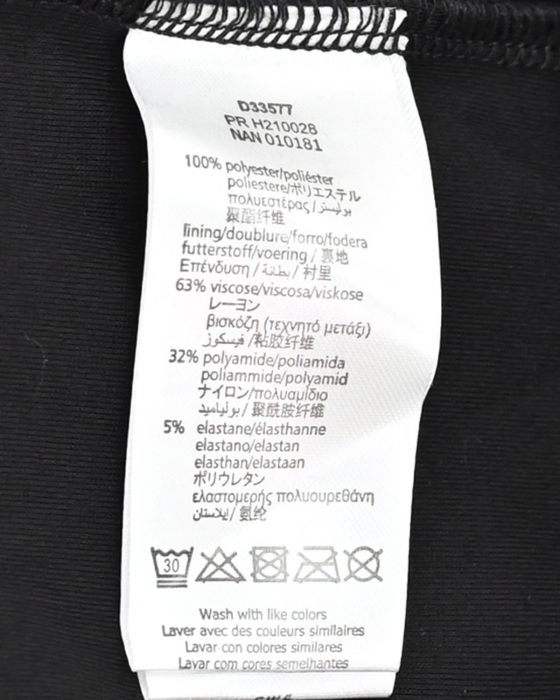 D33577
PR H210028
NAN 010181
100% polyester/poliéster
poliestere/ポリエステル
πολυεστέρας/بوليستر
聚酯纤维
lining/doublure/forro/fodera
futterstoff/voering/裏地
Επένδυση/بطانة/村里
63% viscose/viscosa/viskose
レーヨン
βισκόζη (τεχνητό μετάξι)
فيسكوز/粘胶纤维
32% polyamide/poliamida
poliammide/polyamid
ナイロン/πολυαμίδιο
بولياميد/聚酰胺纤维
5% elastane/élasthanne
elastano/elastan
elasthan/elastaan
ポリウレタン
ελαστομερής πολυουρεθάνη
إيلاستان/氨纶
30
Wash with like colors
Laver avec des couleurs similaires
Lavar con colores similares
Lavar com cores semelhantes